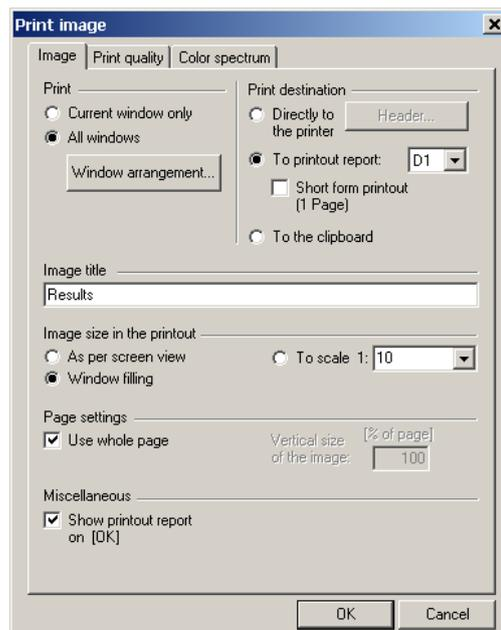 Print image
Image Print quality Color spectrum
Print
Current window only
All windows
Window arrangement...
Print destination
Directly to
the printer
Header...
To printout report: D1
Short form printout
(1 Page)
To the clipboard
Image title
Results
Image size in the printout
As per screen view
Window filling
To scale 1: 10
Page settings
Use whole page
Vertical size
of the image:
[% of page]
100
Miscellaneous
Show printout report
on [OK]
OK Cancel